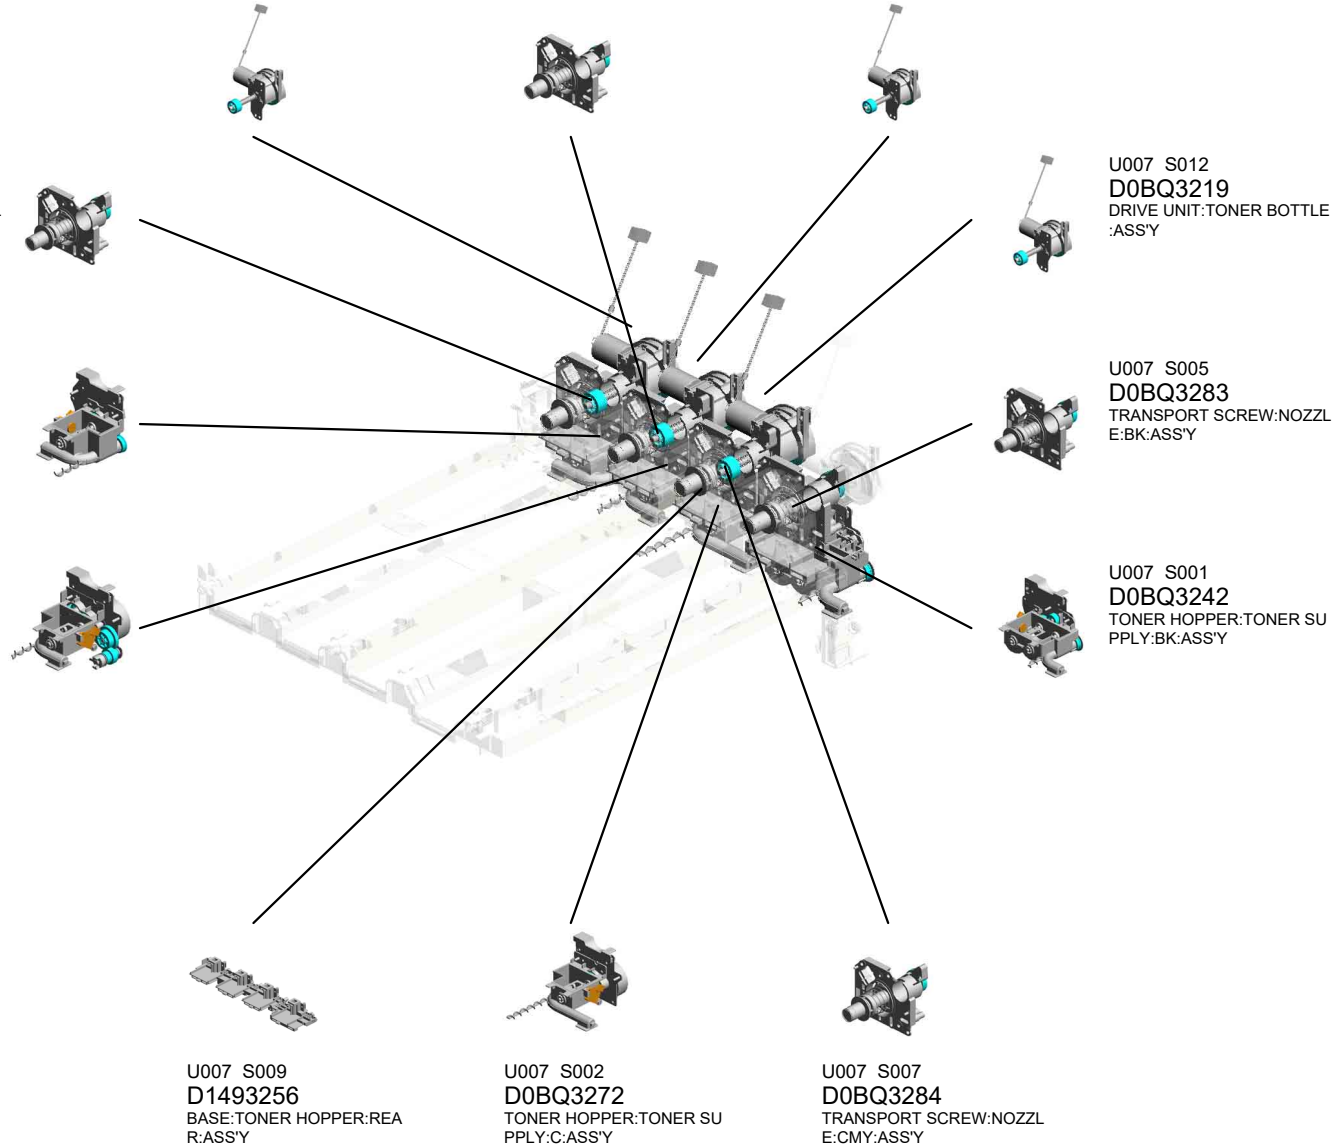 U007 S012
D0BQ3219
DRIVE UNIT:TONER BOTTLE
:ASS'Y
U007 S005
D0BQ3283
TRANSPORT SCREW:NOZZL
E:BK:ASS'Y
U007 S001
D0BQ3242
TONER HOPPER:TONER SU
PPLY:BK:ASS'Y
U007 S009
D1493256
BASE:TONER HOPPER:REA
R:ASS'Y
U007 S002
D0BQ3272
TONER HOPPER:TONER SU
PPLY:C:ASS'Y
U007 S007
D0BQ3284
TRANSPORT SCREW:NOZZL
E:CMY:ASS'Y